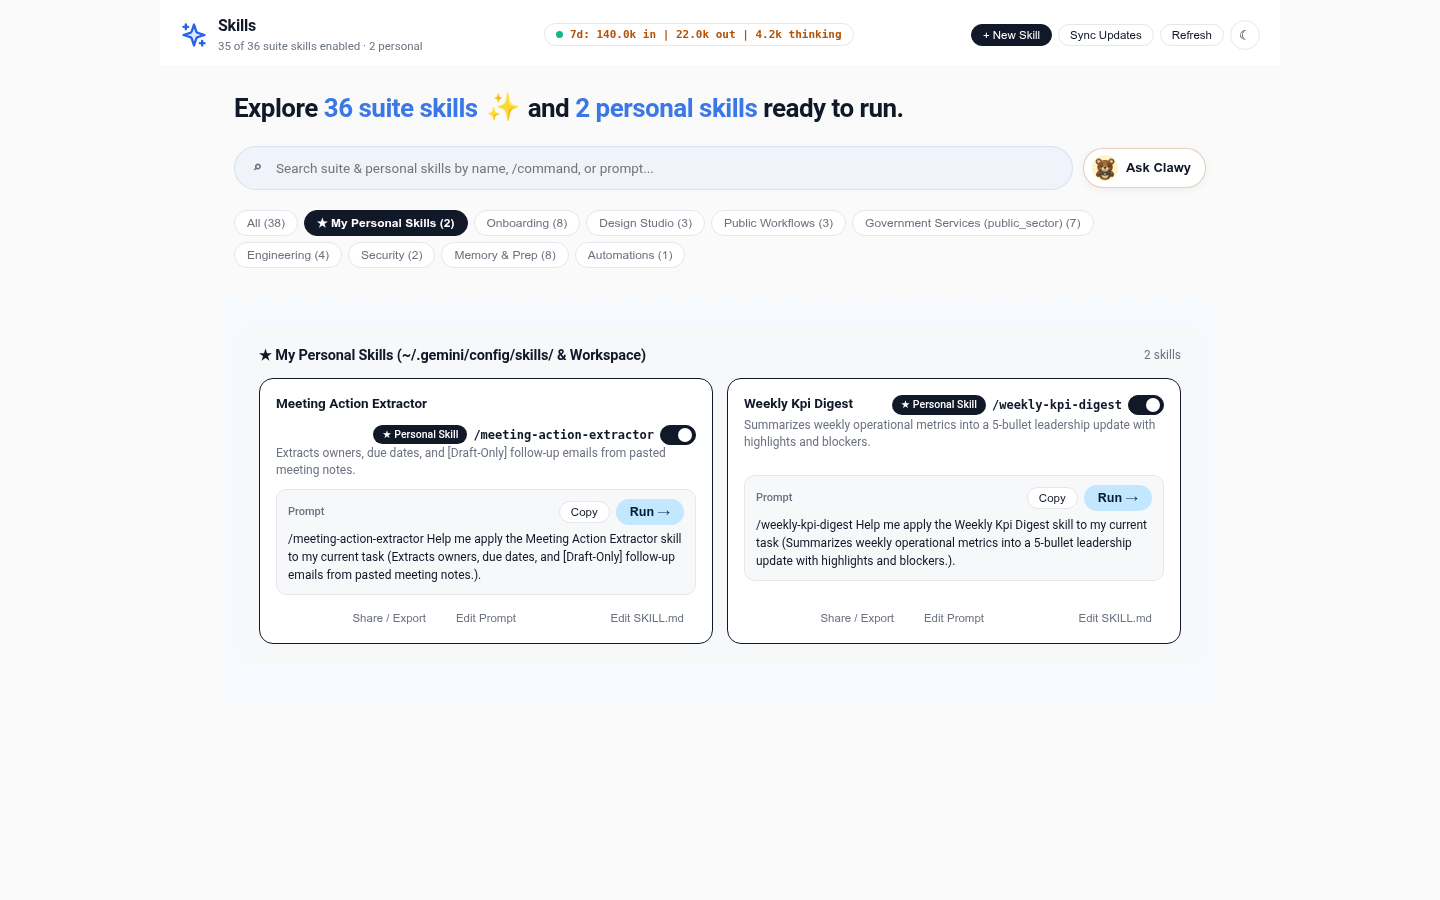 Skills
35 of 36 suite skills enabled · 2 personal
7d: 140.0k in | 22.0k out | 4.2k thinking
+ New Skill
Sync Updates
Refresh
Explore 36 suite skills ✨ and 2 personal skills ready to run.
Search suite & personal skills by name, /command, or prompt...
Ask Clawy
All (38)
★ My Personal Skills (2)
Onboarding (8)
Design Studio (3)
Public Workflows (3)
Government Services (public_sector) (7)
Engineering (4)
Security (2)
Memory & Prep (8)
Automations (1)
★ My Personal Skills (~/.gemini/config/skills/ & Workspace)
2 skills
Meeting Action Extractor
★ Personal Skill
/meeting-action-extractor
Extracts owners, due dates, and [Draft-Only] follow-up emails from pasted
meeting notes.
Prompt
Copy
Run →
/meeting-action-extractor Help me apply the Meeting Action Extractor skill
to my current task (Extracts owners, due dates, and [Draft-Only] follow-up
emails from pasted meeting notes.).
Share / Export
Edit Prompt
Edit SKILL.md
Weekly Kpi Digest
★ Personal Skill
/weekly-kpi-digest
Summarizes weekly operational metrics into a 5-bullet leadership update with
highlights and blockers.
Prompt
Copy
Run →
/weekly-kpi-digest Help me apply the Weekly Kpi Digest skill to my current
task (Summarizes weekly operational metrics into a 5-bullet leadership
update with highlights and blockers.).
Share / Export
Edit Prompt
Edit SKILL.md